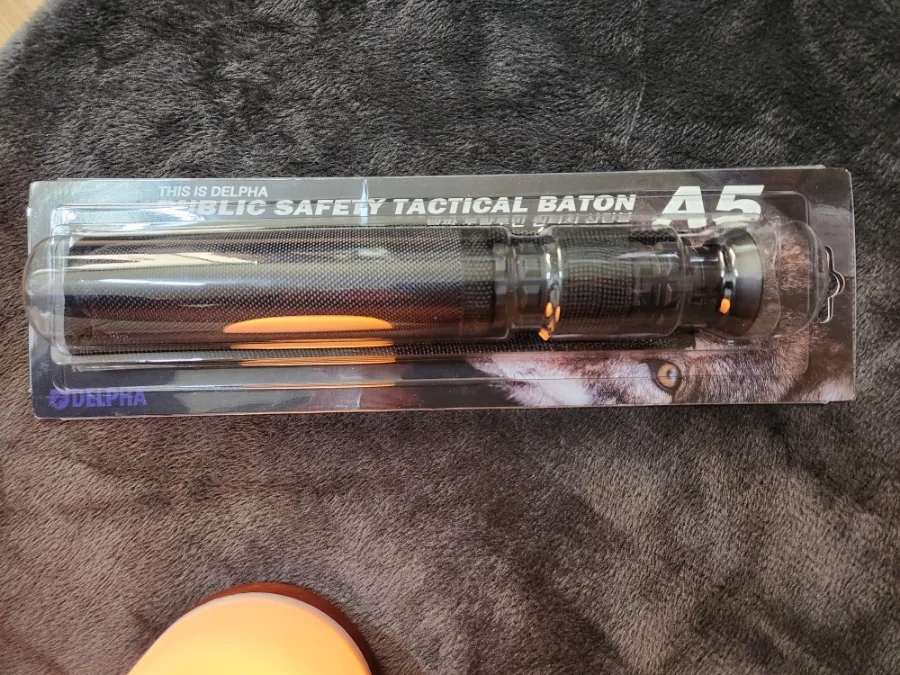 THIS IS DELPHA
PUBLIC SAFETY TACTICAL BATON
A5
DELPHA